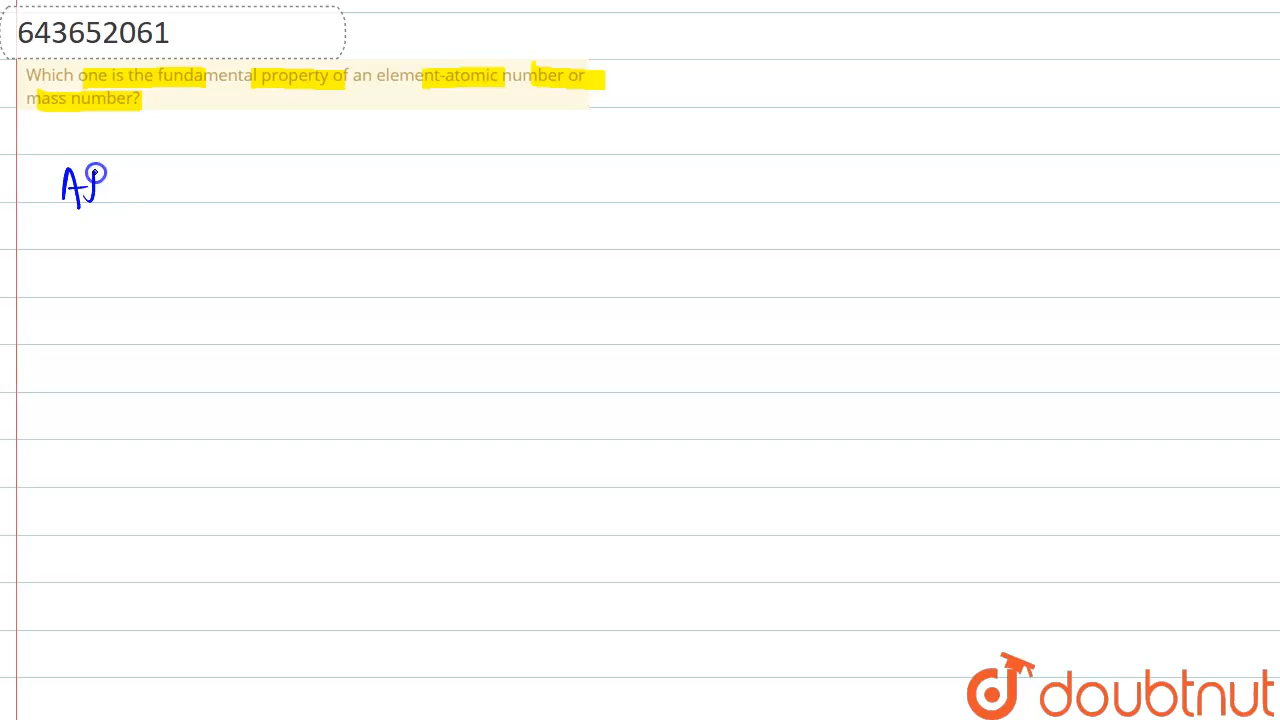 643652061
Which one is the fundamental property of an element-atomic number or
mass number?
doubtnut